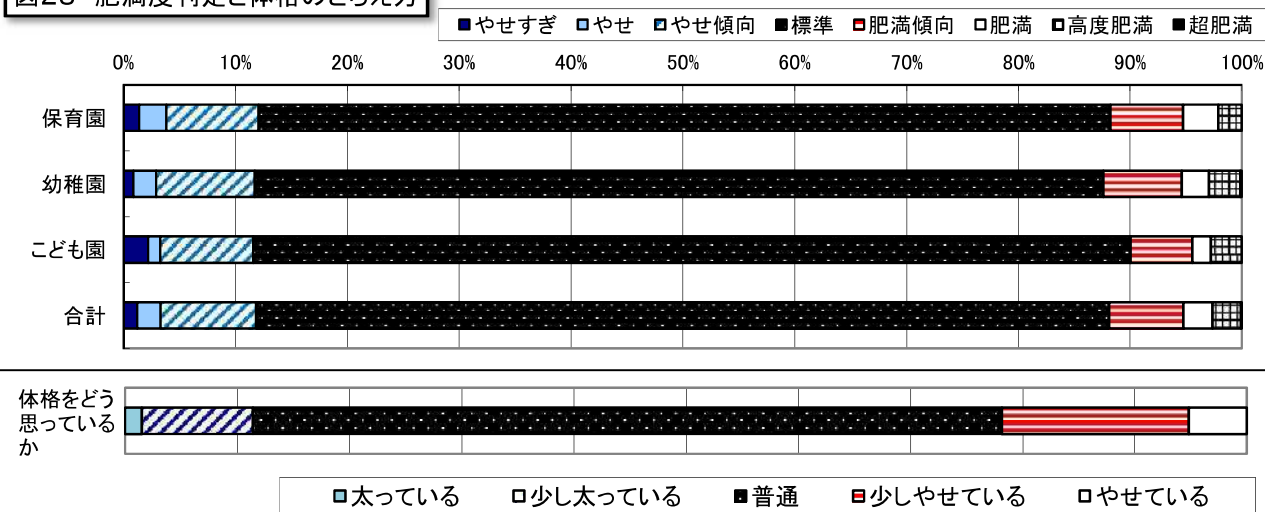 図23 肥満度判定と体格のとらえ方
やせすぎ やせ やせ傾向 標準 肥満傾向 肥満 高度肥満 超肥満
0% 10% 20% 30% 40% 50% 60% 70% 80% 90% 100%
保育園
幼稚園
こども園
合計
体格をどう
思っている
か
太っている 少し太っている 普通 少しやせている やせている